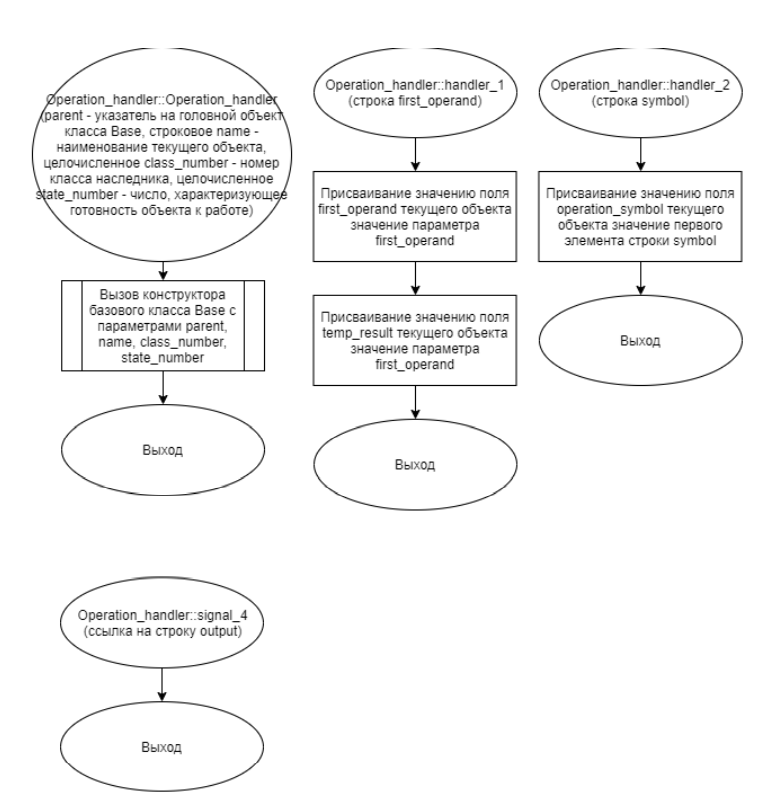 Operation_handler::Operation_handler
(parent - указатель на головной объект
класса Base, строковое name -
наименование текущего объекта,
целочисленное class_number - номер
класса наследника, целочисленное
state_number - число, характеризующее
готовность объекта к работе)
Вызов конструктора
базового класса Base с
параметрами parent,
name, class_number,
state_number
Выход
Operation_handler::handler_1
(строка first_operand)
Присваивание значению поля
first_operand текущего объекта
значение параметра
first_operand
Присваивание значению поля
temp_result текущего объекта
значение параметра
first_operand
Выход
Operation_handler::handler_2
(строка symbol)
Присваивание значению поля
operation_symbol текущего
объекта значение первого
элемента строки symbol
Выход
Operation_handler::signal_4
(ссылка на строку output)
Выход